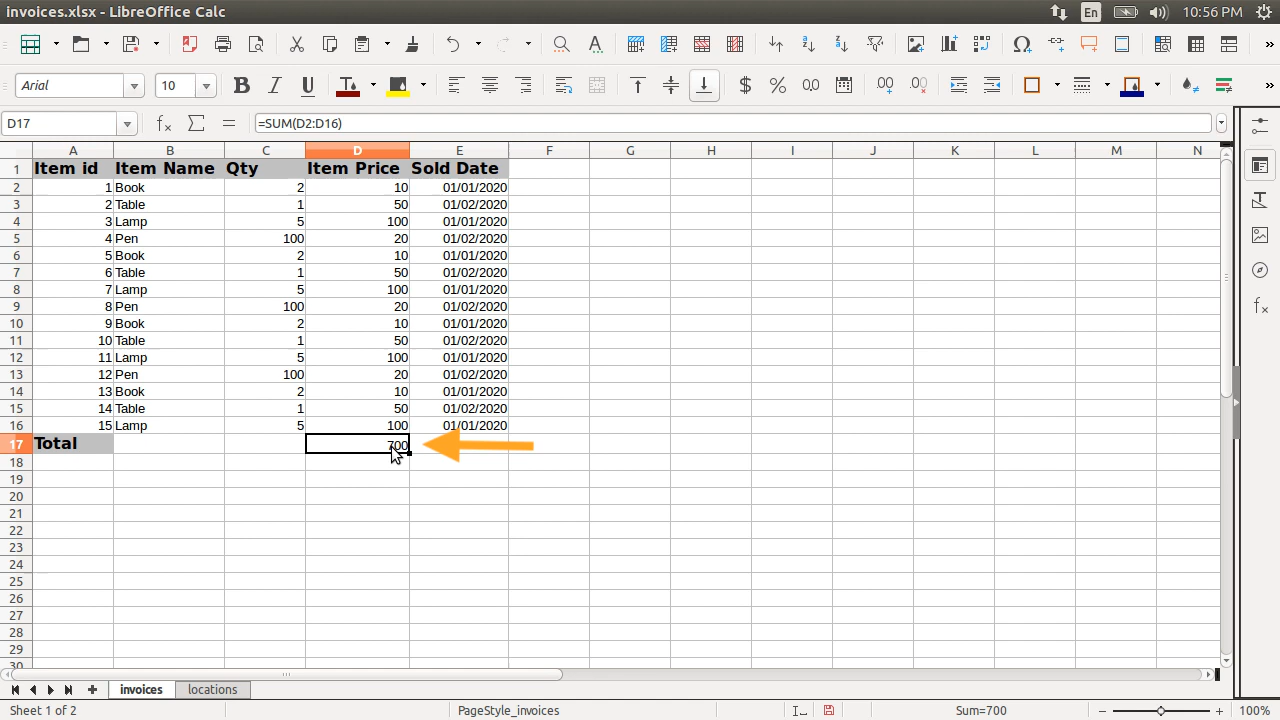 invoices.xlsx - LibreOffice Calc En 10:56 PM
Arial 10
D17 =SUM(D2:D16)
A B C D E F G H I J K L M N
1 Item id Item Name Qty Item Price Sold Date
2 1 Book 2 10 01/01/2020
3 2 Table 1 50 01/02/2020
4 3 Lamp 5 100 01/01/2020
5 4 Pen 100 20 01/02/2020
6 5 Book 2 10 01/01/2020
7 6 Table 1 50 01/02/2020
8 7 Lamp 5 100 01/01/2020
9 8 Pen 100 20 01/02/2020
10 9 Book 2 10 01/01/2020
11 10 Table 1 50 01/02/2020
12 11 Lamp 5 100 01/01/2020
13 12 Pen 100 20 01/02/2020
14 13 Book 2 10 01/01/2020
15 14 Table 1 50 01/02/2020
16 15 Lamp 5 100 01/01/2020
17 Total 700
18
19
20
21
22
23
24
25
26
27
28
29
30
invoices locations
Sheet 1 of 2 PageStyle_invoices Sum=700 100%